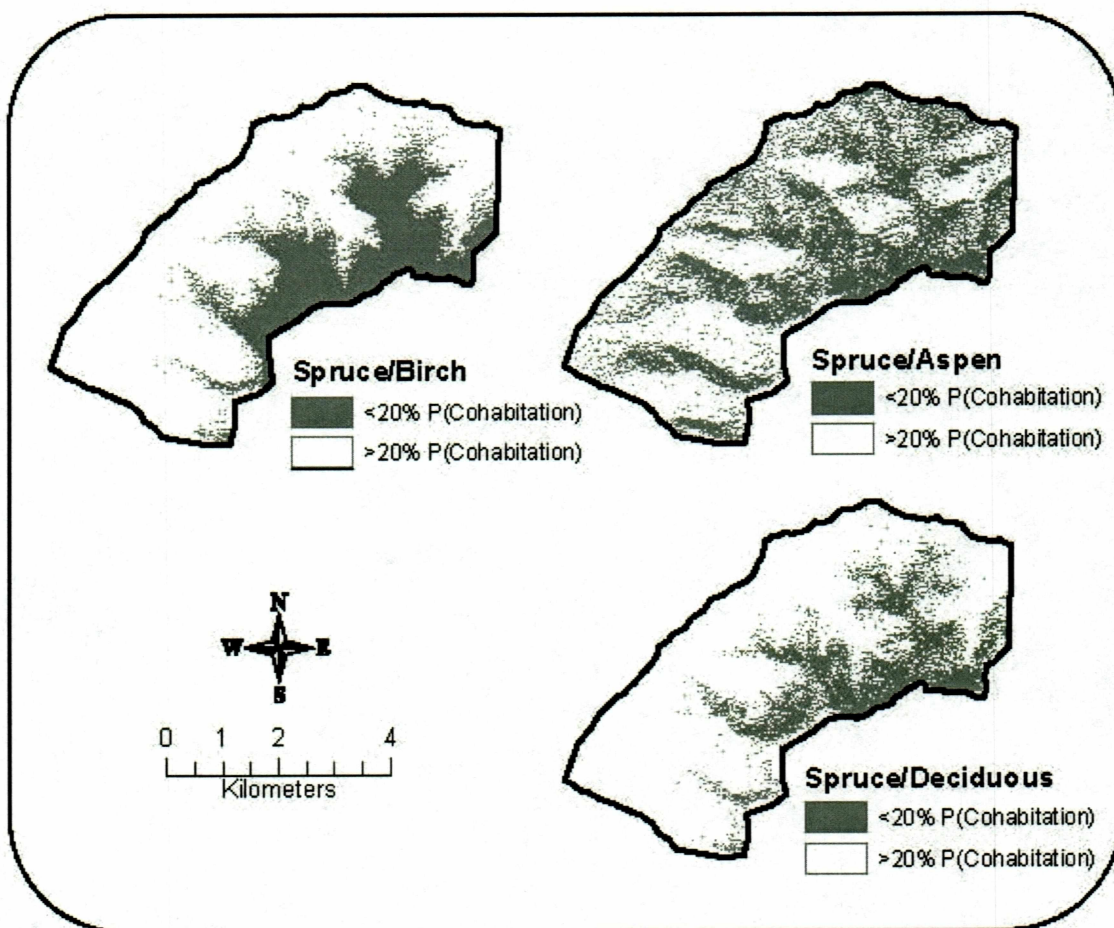 Spruce/Birch
<20% P(Cohabitation)
>20% P(Cohabitation)
Spruce/Aspen
<20% P(Cohabitation)
>20% P(Cohabitation)
N
W E
S
0 1 2 4
Kilometers
Spruce/Deciduous
<20% P(Cohabitation)
>20% P(Cohabitation)